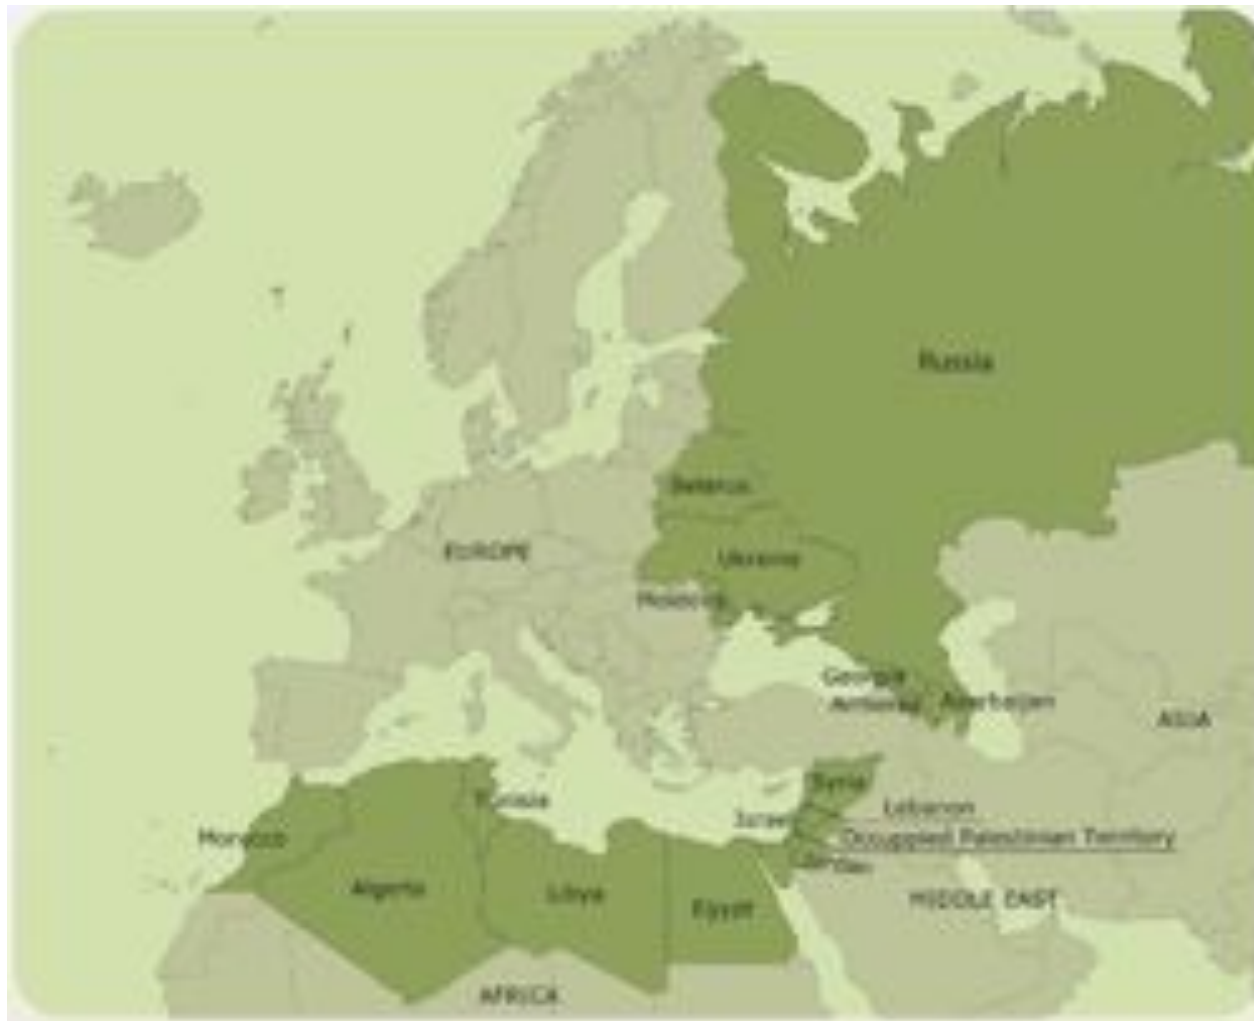 Russia
Belarus
EUROPE
Ukraine
Moldova
Georgia
Armenia
Azerbaijan
ASIA
Syria
Tunisia
Lebanon
Israel
Morocco
Occuppied Palestinian Territory
Jordan
Algeria
Libya
Egypt
MIDDLE EAST
AFRICA